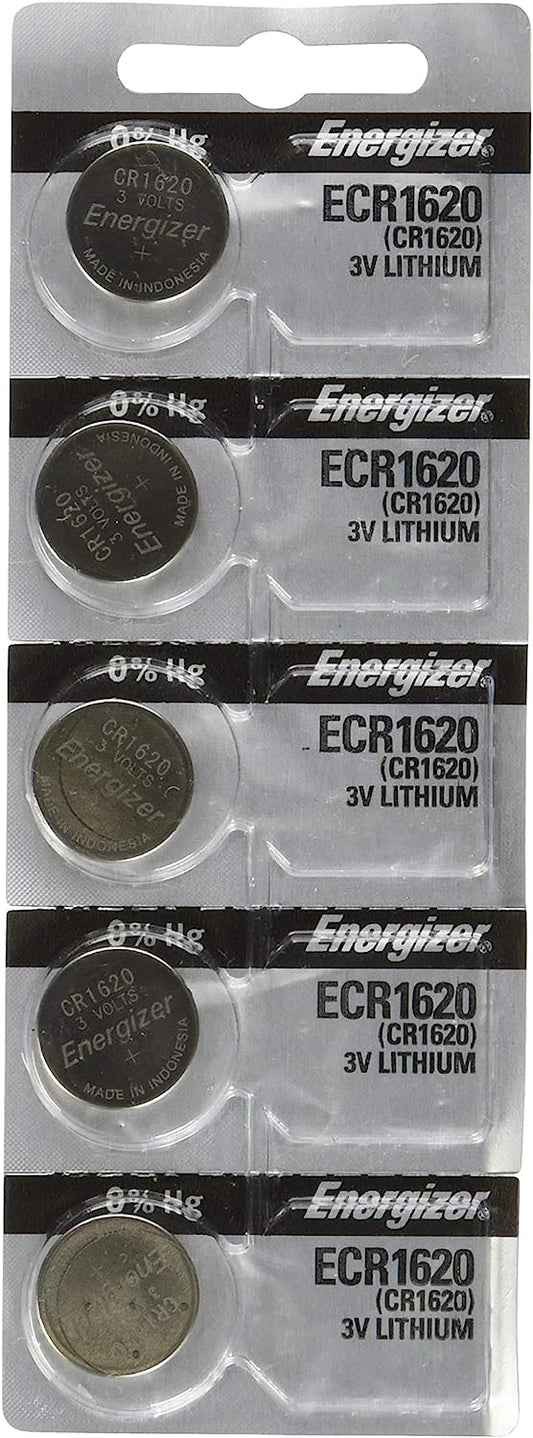 0% Hg
Energizer
CR1620
3 VOLTS
Energizer
+
MADE IN INDONESIA
ECR1620
(CR1620)
3V LITHIUM
0% Hg
Energizer
CR1620
3 VOLTS
Energizer
+
MADE IN INDONESIA
ECR1620
(CR1620)
3V LITHIUM
0% Hg
Energizer
CR1620
3 VOLTS
Energizer
MADE IN INDONESIA
ECR1620
(CR1620)
3V LITHIUM
0% Hg
Energizer
CR1620
3 VOLTS
Energizer
+
MADE IN INDONESIA
ECR1620
(CR1620)
3V LITHIUM
0% Hg
Energizer
Energizer
ECR1620
(CR1620)
3V LITHIUM